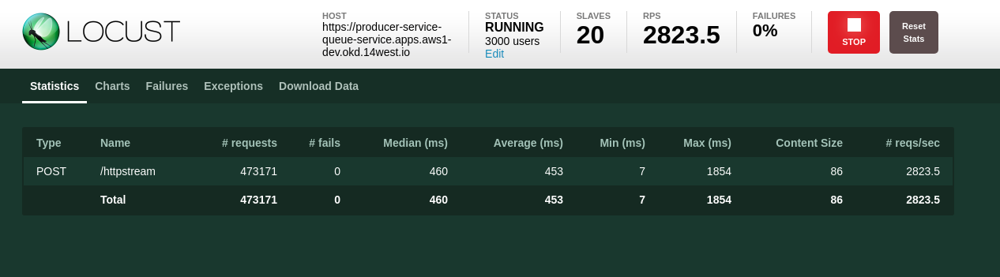 LOCUST
HOST
https://producer-service-
queue-service.apps.aws1-
dev.okd.14west.io
STATUS
RUNNING
3000 users
Edit
SLAVES
20
RPS
2823.5
FAILURES
0%
STOP
Reset
Stats
Statistics Charts Failures Exceptions Download Data
Type Name # requests # fails Median (ms) Average (ms) Min (ms) Max (ms) Content Size # reqs/sec
POST /httpstream 473171 0 460 453 7 1854 86 2823.5
Total 473171 0 460 453 7 1854 86 2823.5